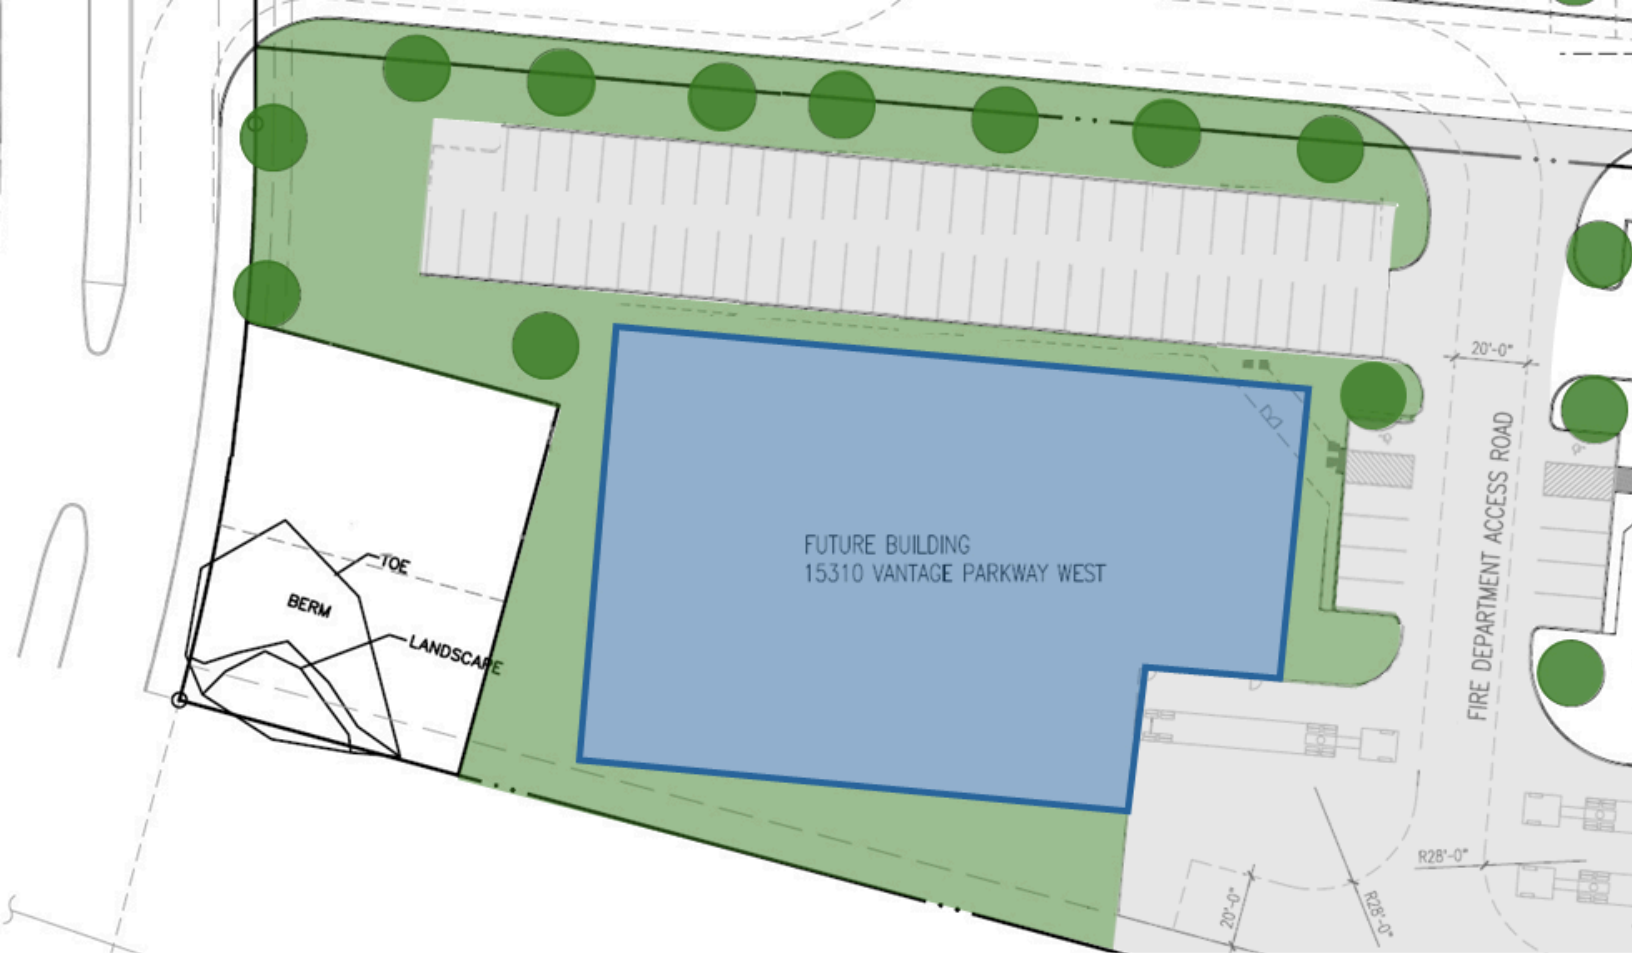 20'-0"
FUTURE BUILDING
15310 VANTAGE PARKWAY WEST
FIRE DEPARTMENT ACCESS ROAD
TOE
BERM
LANDSCAPE
R28'-0"
20'-0"
R28'-0"